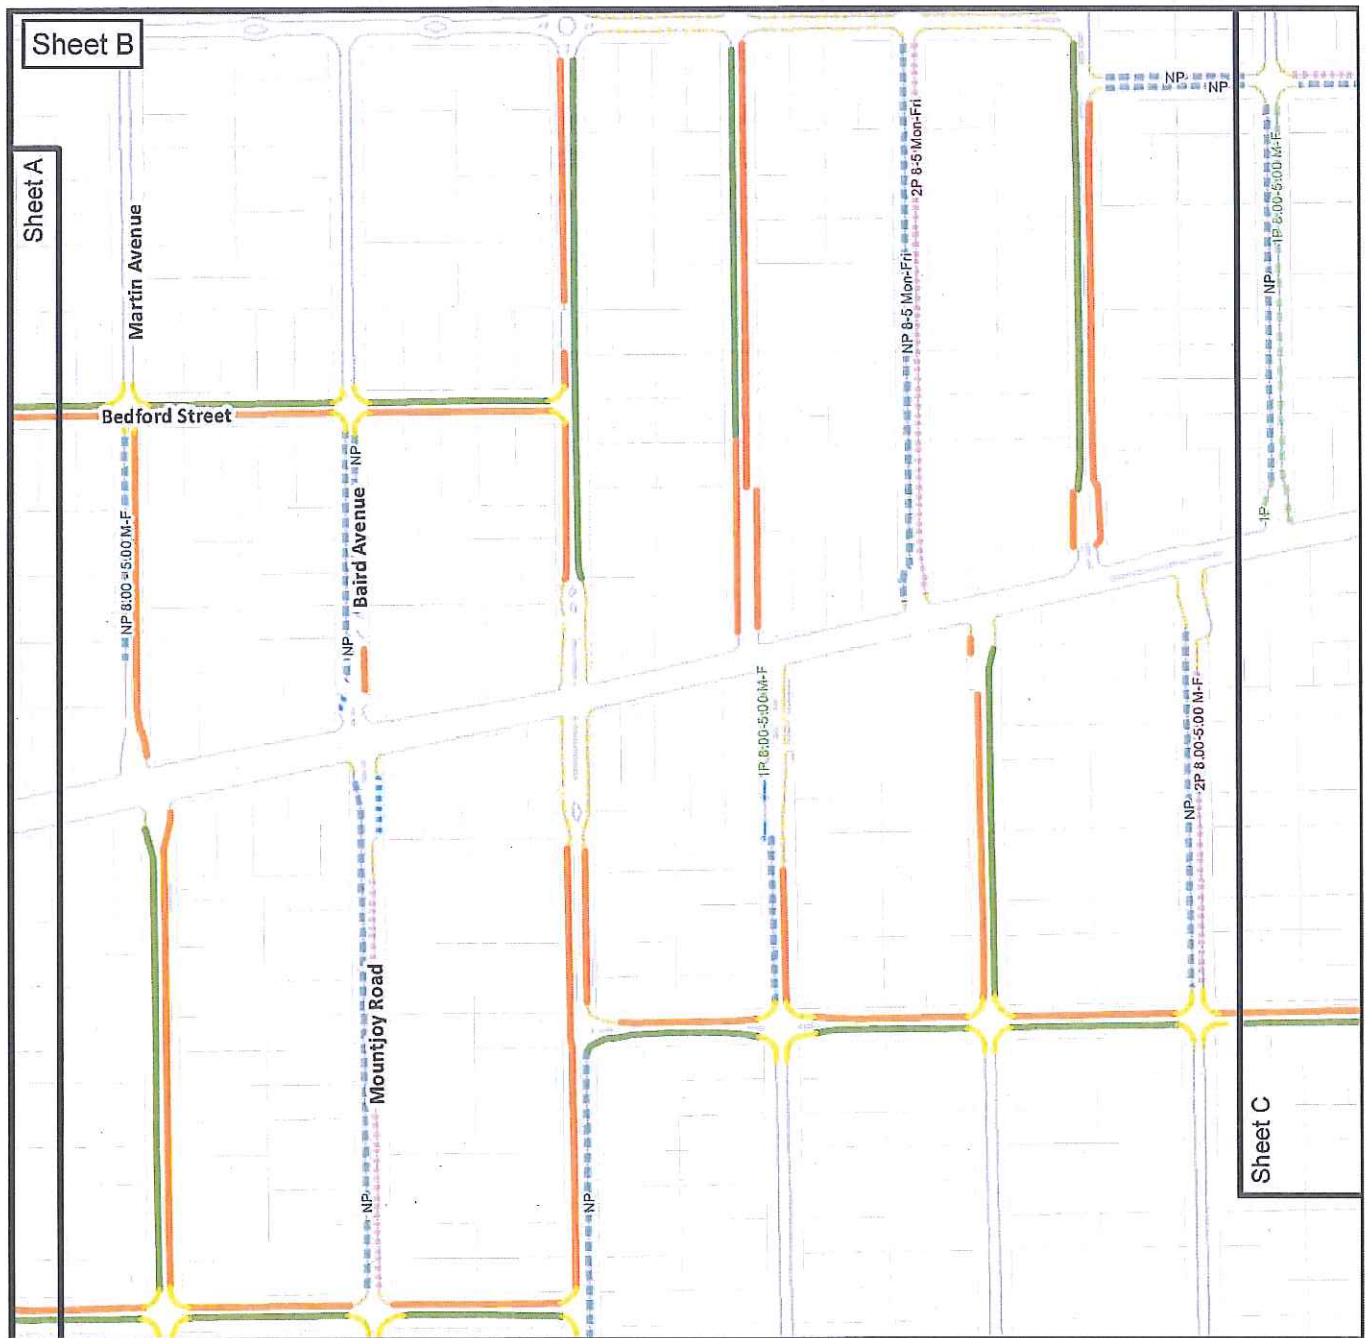 Sheet B
Sheet A
Martin Avenue
Bedford Street
NP 8:00-5:00 M-F
NP
Baird Avenue
NP
NP 8-5 Mon-Fri
2P 8-5 Mon-Fri
NP
NP
NP
1P 8:00-5:00 M-F
1P
1P 8:00-5:00 M-F
NP
2P 8:00-5:00 M-F
Mountjoy Road
NP
NP
Sheet C